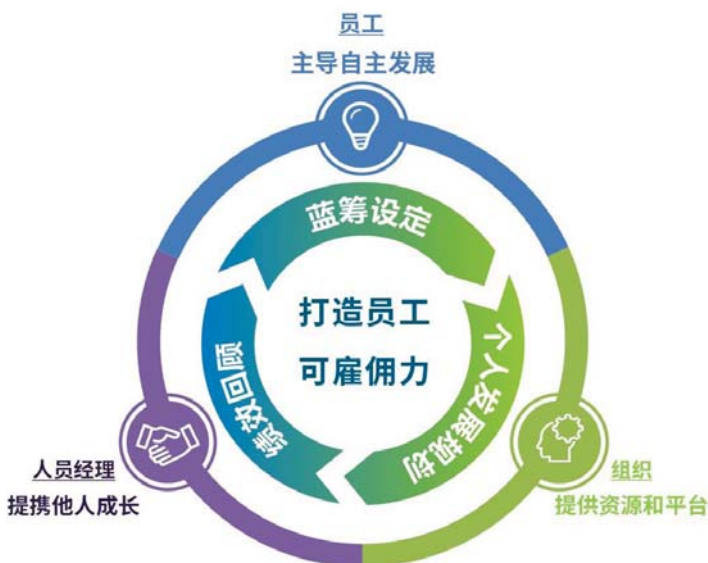 员工
主导自主发展
蓝筹设定
打造员工
可雇佣力
个人发展规划
绩效回顾
人员经理
提携他人成长
组织
提供资源和平台